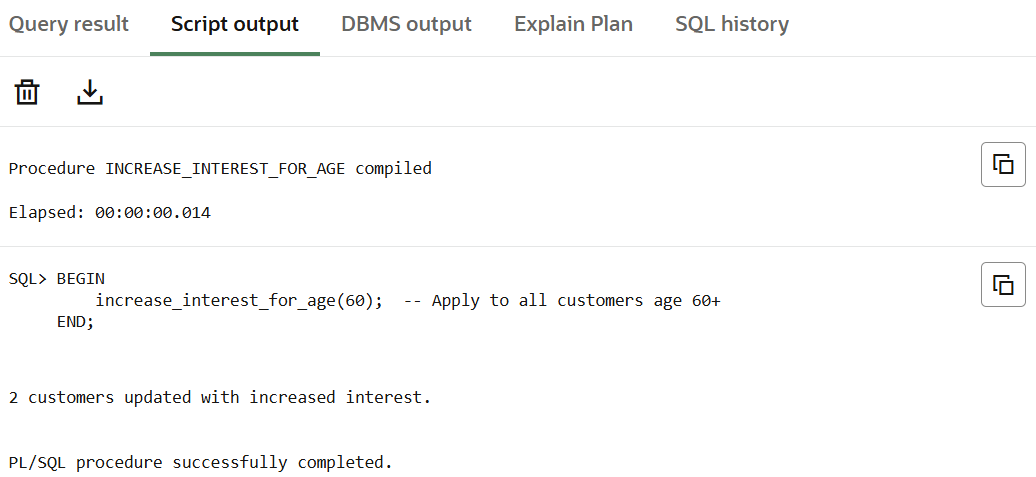 Query result Script output DBMS output Explain Plan SQL history
Procedure INCREASE_INTEREST_FOR_AGE compiled
Elapsed: 00:00:00.014
SQL> BEGIN
         increase_interest_for_age(60);  -- Apply to all customers age 60+
     END;
2 customers updated with increased interest.
PL/SQL procedure successfully completed.